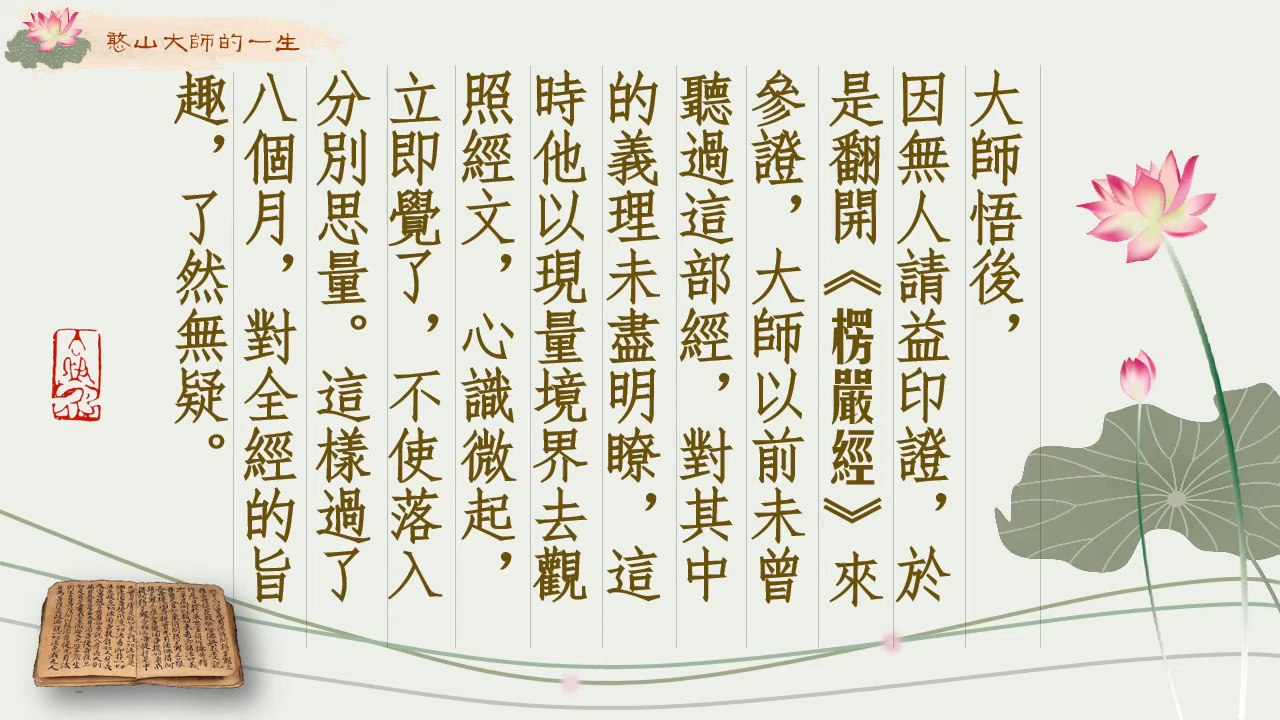 憨山大師的一生
大師悟後，
因無人請益印證，於
是翻開《楞嚴經》來
參證，大師以前未曾
聽過這部經，對其中
的義理未盡明瞭，這
時他以現量境界去觀
照經文，心識微起，
立即覺了，不使落入
分別思量。這樣過了
八個月，對全經的旨
趣，了然無疑。